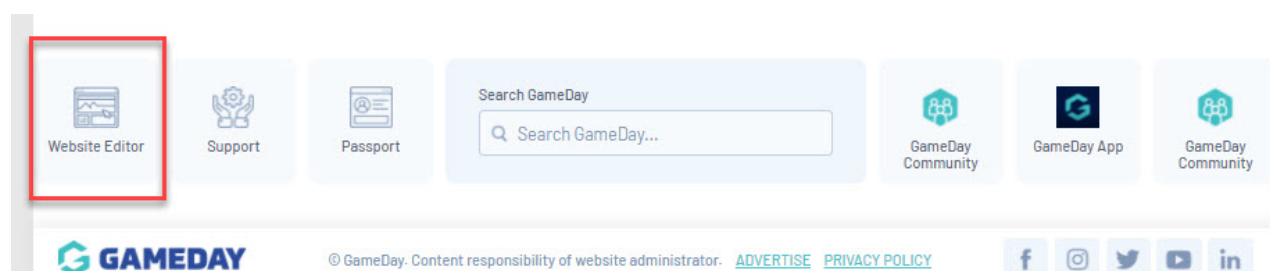 Website Editor
Support
Passport
Search GameDay
Search GameDay...
GameDay
Community
GameDay App
GameDay
Community
GAMEDAY
© GameDay. Content responsibility of website administrator. ADVERTISE PRIVACY POLICY